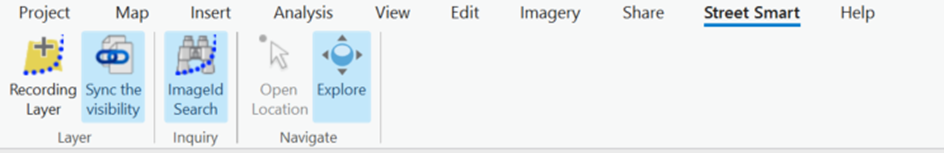 Project Map Insert Analysis View Edit Imagery Share Street Smart Help
Recording Sync the ImageId Open Explore
Layer visibility Search Location
Layer Inquiry Navigate